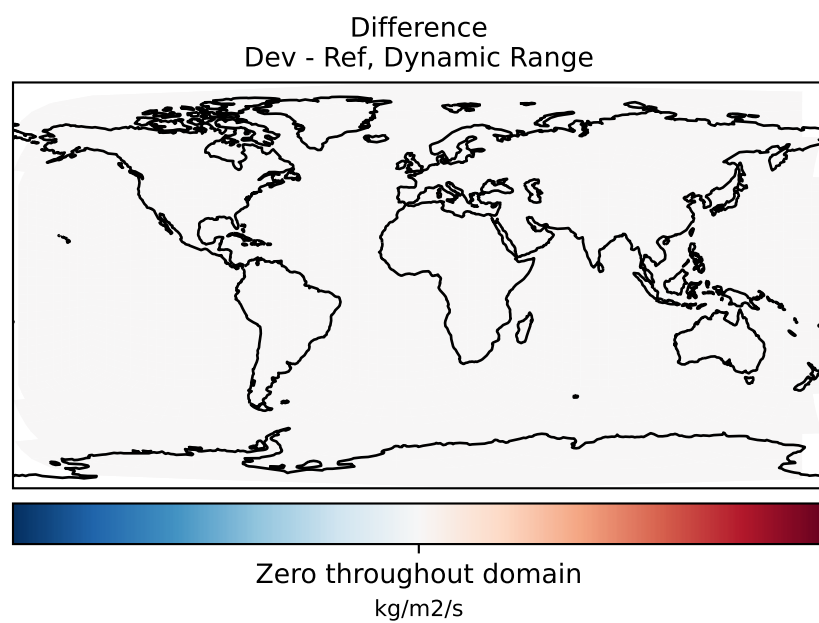 Difference
Dev - Ref, Dynamic Range
Zero throughout domain
kg/m2/s